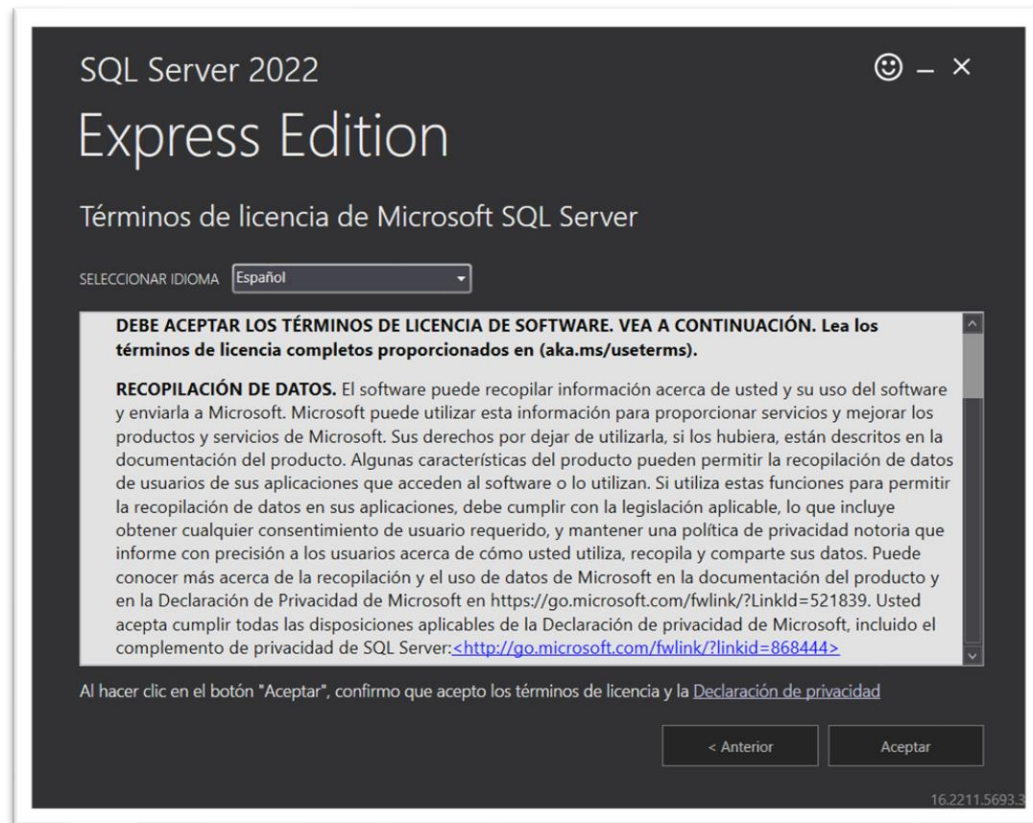 SQL Server 2022
Express Edition
Términos de licencia de Microsoft SQL Server
SELECCIONAR IDIOMA Español
DEBE ACEPTAR LOS TÉRMINOS DE LICENCIA DE SOFTWARE. VEA A CONTINUACIÓN. Lea los
términos de licencia completos proporcionados en (aka.ms/useterms).
RECOPILACIÓN DE DATOS. El software puede recopilar información acerca de usted y su uso del software
y enviarla a Microsoft. Microsoft puede utilizar esta información para proporcionar servicios y mejorar los
productos y servicios de Microsoft. Sus derechos por dejar de utilizarla, si los hubiera, están descritos en la
documentación del producto. Algunas características del producto pueden permitir la recopilación de datos
de usuarios de sus aplicaciones que acceden al software o lo utilizan. Si utiliza estas funciones para permitir
la recopilación de datos en sus aplicaciones, debe cumplir con la legislación aplicable, lo que incluye
obtener cualquier consentimiento de usuario requerido, y mantener una política de privacidad notoria que
informe con precisión a los usuarios acerca de cómo usted utiliza, recopila y comparte sus datos. Puede
conocer más acerca de la recopilación y el uso de datos de Microsoft en la documentación del producto y
en la Declaración de Privacidad de Microsoft en https://go.microsoft.com/fwlink/?LinkId=521839. Usted
acepta cumplir todas las disposiciones aplicables de la Declaración de privacidad de Microsoft, incluido el
complemento de privacidad de SQL Server:<http://go.microsoft.com/fwlink/?linkid=868444>
Al hacer clic en el botón "Aceptar", confirmo que acepto los términos de licencia y la Declaración de privacidad
< Anterior
Aceptar
16.2211.5693.3